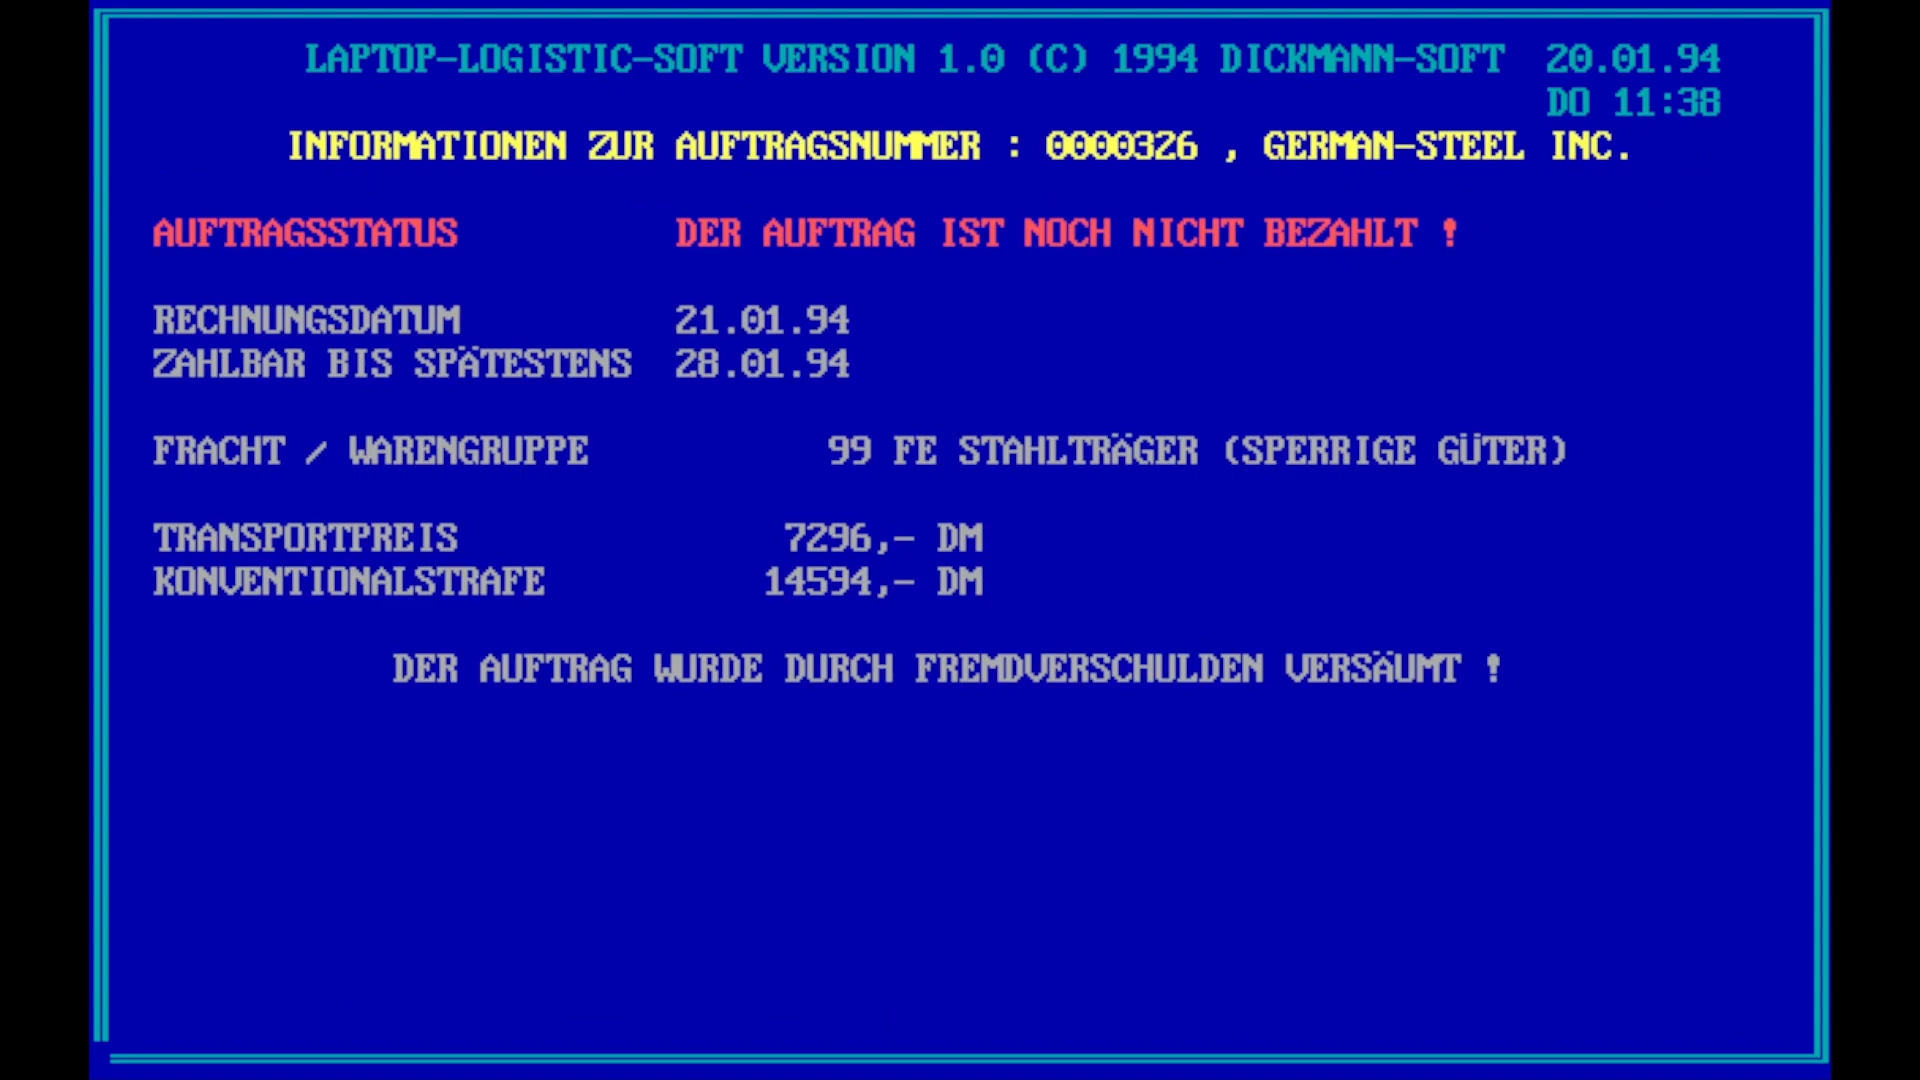 LAPTOP-LOGISTIC-SOFT VERSION 1.0 (C) 1994 DICKMANN-SOFT 20.01.94
DO 11:38
INFORMATIONEN ZUR AUFTRAGSNUMMER : 0000326 , GERMAN-STEEL INC.
AUFTRAGSSTATUS DER AUFTRAG IST NOCH NICHT BEZAHLT !
RECHNUNGSDATUM 21.01.94
ZAHLBAR BIS SPÄTESTENS 28.01.94
FRACHT / WARENGRUPPE 99 FE STAHLTRÄGER (SPERRIGE GÜTER)
TRANSPORTPREIS 7296,- DM
KONVENTIONALSTRAFE 14594,- DM
DER AUFTRAG WURDE DURCH FREMDVERSCHULDEN VERSÄUMT !